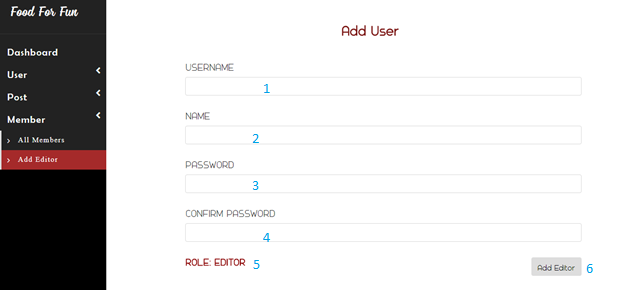 Food For Fun
Dashboard
User
Post
Member
All Members
Add Editor
Add User
USERNAME
1
NAME
2
PASSWORD
3
CONFIRM PASSWORD
4
ROLE: EDITOR 5
Add Editor 6